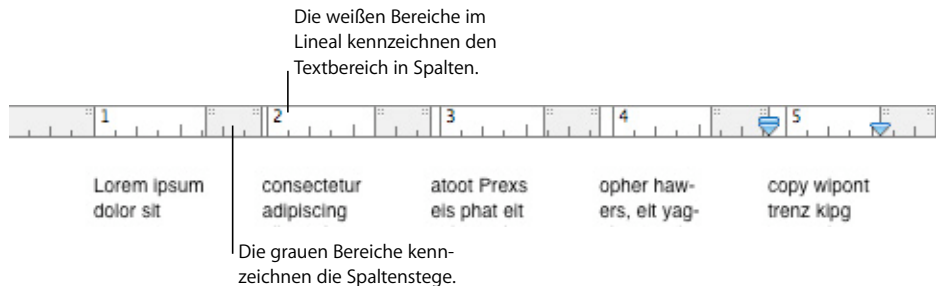 Die weißen Bereiche im
Lineal kennzeichnen den
Textbereich in Spalten.
1 2 3 4 5
Lorem ipsum consectetur atoot Prexs opher haw- copy wipont
dolor sit adipiscing eis phat eit ers, eit yag- trenz kipg
Die grauen Bereiche kenn-
zeichnen die Spaltenstege.